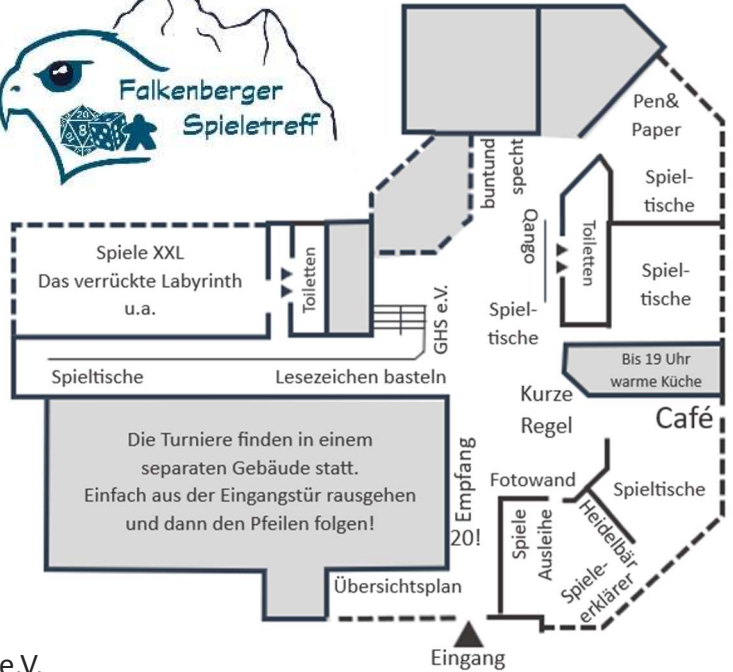 Falkenberger
Spieletreff
20
8
Pen&
Paper
buntund
specht
Spiel-
tische
Qango
Toiletten
Spiele XXL
Das verrückte Labyrinth
u.a.
Toiletten
Spiel-
tische
GHS e.V.
Spiel-
tische
Bis 19 Uhr
warme Küche
Spieltische
Lesezeichen basteln
Kurze
Regel
Café
Die Turniere finden in einem
separaten Gebäude statt.
Einfach aus der Eingangstür rausgehen
und dann den Pfeilen folgen!
Empfang
20!
Fotowand
Spieltische
Spiele
Ausleihe
Heidelbär
Spiele-
erklärer
Übersichtsplan
Eingang
e.V.